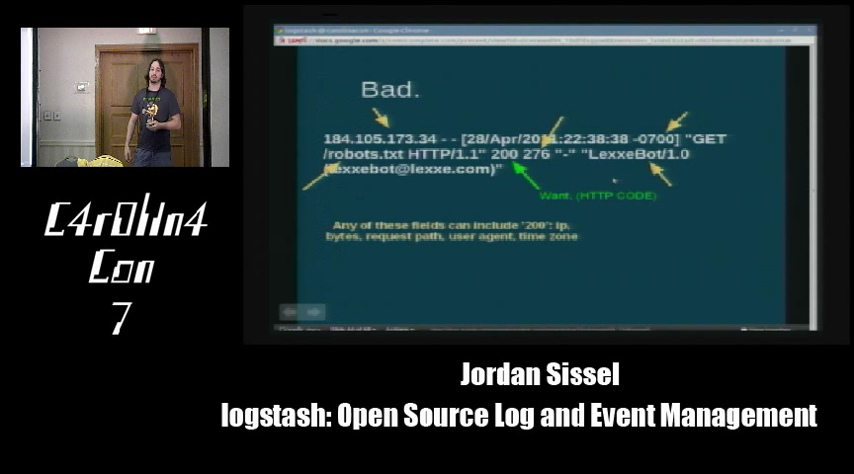 Bad.
184.105.173.34 - - [28/Apr/2011:22:38:38 -0700] "GET
/robots.txt HTTP/1.1" 200 276 "-" "LexxeBot/1.0
(lexxebot@lexxe.com)"
Want. (HTTP CODE)
Any of these fields can include '200': ip,
bytes, request path, user agent, time zone
C4r0l1n4
Con
7
Jordan Sissel
logstash: Open Source Log and Event Management